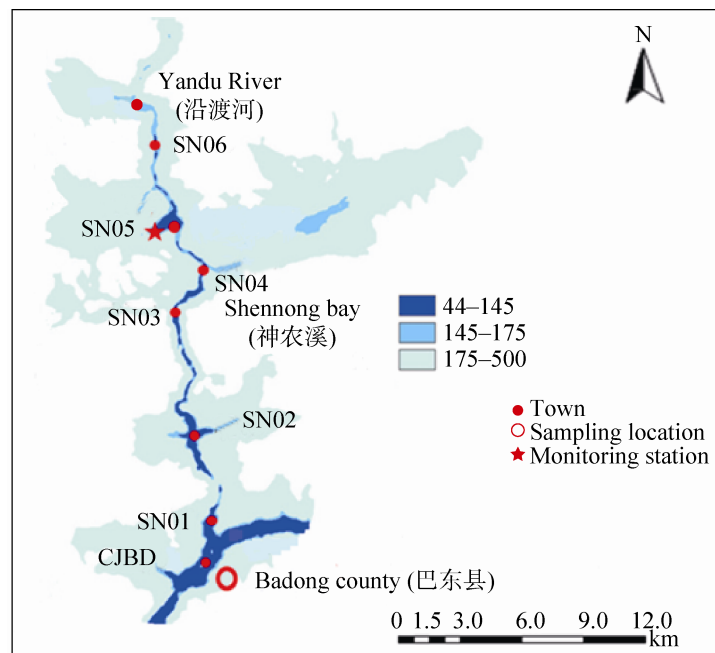 N
Yandu River
(沿渡河)
SN06
SN05
SN04
SN03
Shennong bay
(神农溪)
44–145
145–175
175–500
SN02
Town
Sampling location
Monitoring station
SN01
CJBD
Badong county (巴东县)
0 1.5 3.0 6.0 9.0 12.0
km